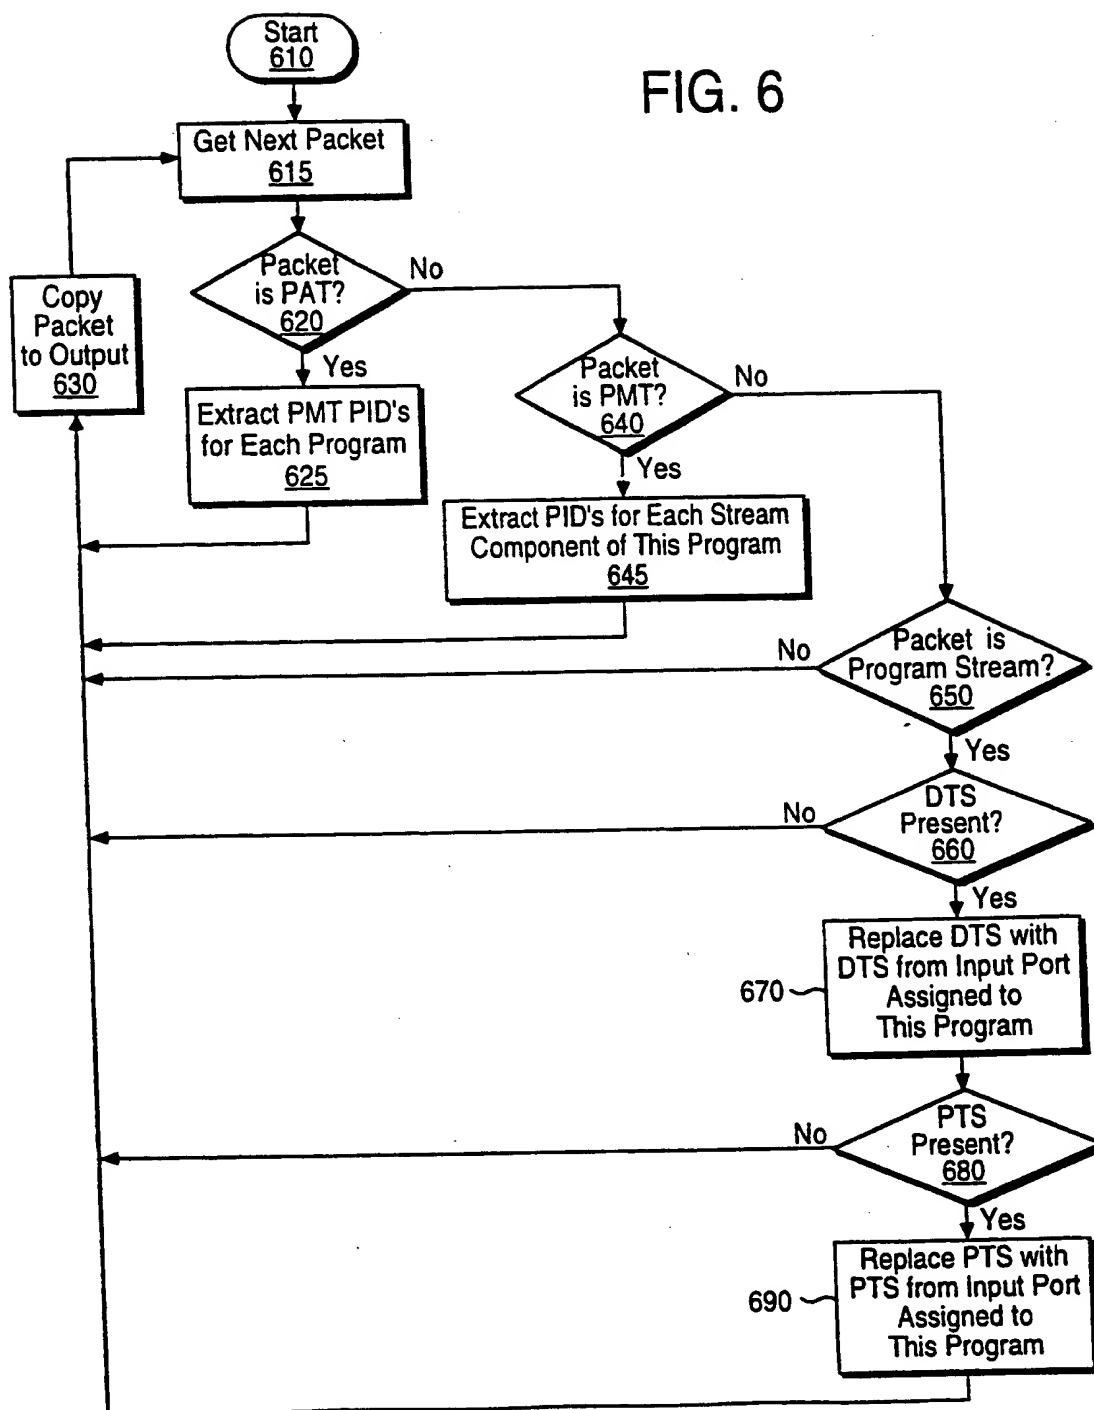 FIG. 6
Start
610
Get Next Packet
615
Packet
is PAT?
620
No
Yes
Copy
Packet
to Output
630
Extract PMT PID's
for Each Program
625
Packet
is PMT?
640
No
Yes
Extract PID's for Each Stream
Component of This Program
645
Packet is
Program Stream?
650
No
Yes
DTS
Present?
660
No
Yes
Replace DTS with
DTS from Input Port
Assigned to
This Program
670
PTS
Present?
680
No
Yes
Replace PTS with
PTS from Input Port
Assigned to
This Program
690